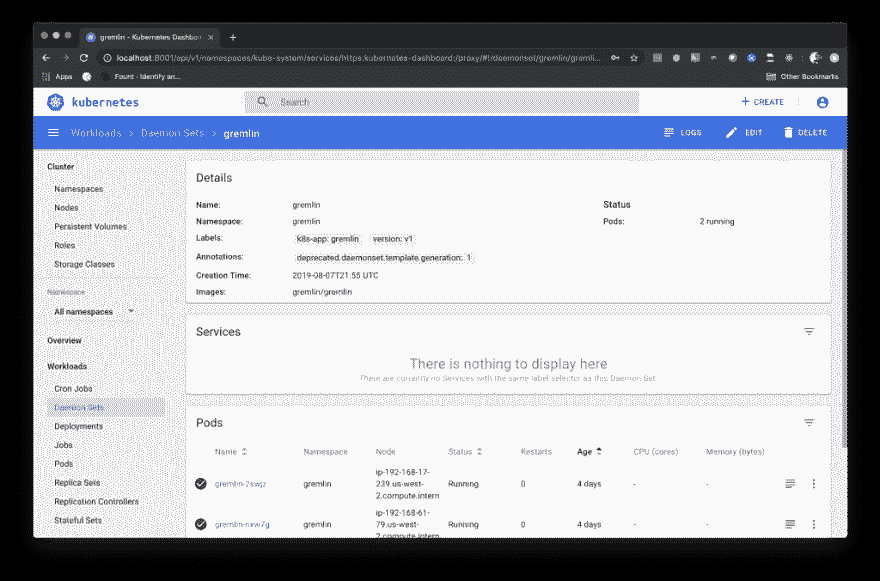 gremlin - Kubernetes Dashbo
localhost:8001/api/v1/namespaces/kube-system/services/https:kubernetes-dashboard:/proxy/#!/daemonset/gremlin/gremli...
Apps
Fount - Identify an...
Other Bookmarks
kubernetes
Search
+ CREATE
Workloads > Daemon Sets > gremlin
LOGS
EDIT
DELETE
Cluster
Namespaces
Nodes
Persistent Volumes
Roles
Storage Classes
Namespace
All namespaces
Overview
Workloads
Cron Jobs
Daemon Sets
Deployments
Jobs
Pods
Replica Sets
Replication Controllers
Stateful Sets
Details
Name: gremlin
Namespace: gremlin
Labels: k8s-app: gremlin version: v1
Annotations: deprecated.daemonset.template.generation: 1
Creation Time: 2019-08-07T21:55 UTC
Images: gremlin/gremlin
Status
Pods: 2 running
Services
There is nothing to display here
There are currently no Services with the same label selector as this Daemon Set
Pods
Name Namespace Node Status Restarts Age CPU (cores) Memory (bytes)
gremlin-2swjz gremlin ip-192-168-17-
239.us-west-
2.compute.intern
Running 0 4 days - -
gremlin-nxw7g gremlin ip-192-168-61-
79.us-west-
2.compute.intern
Running 0 4 days - -